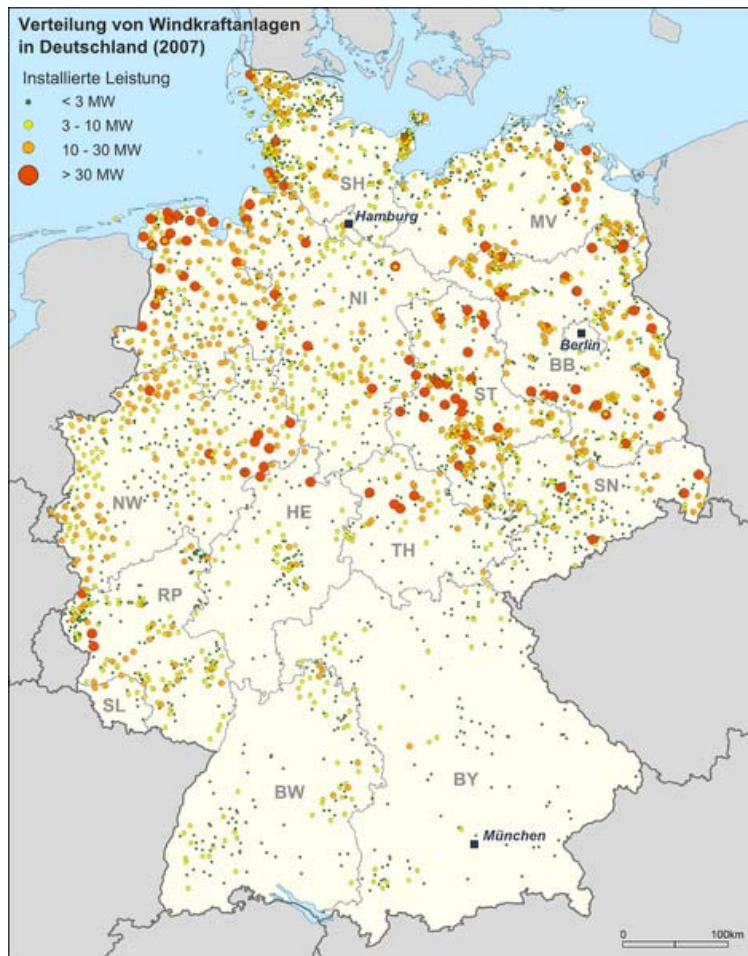 Verteilung von Windkraftanlagen
in Deutschland (2007)
Installierte Leistung
< 3 MW
3 - 10 MW
10 - 30 MW
> 30 MW
SH
Hamburg
MV
NI
Berlin
BB
ST
NW
HE
SN
TH
RP
SL
BW
BY
München
0 100km